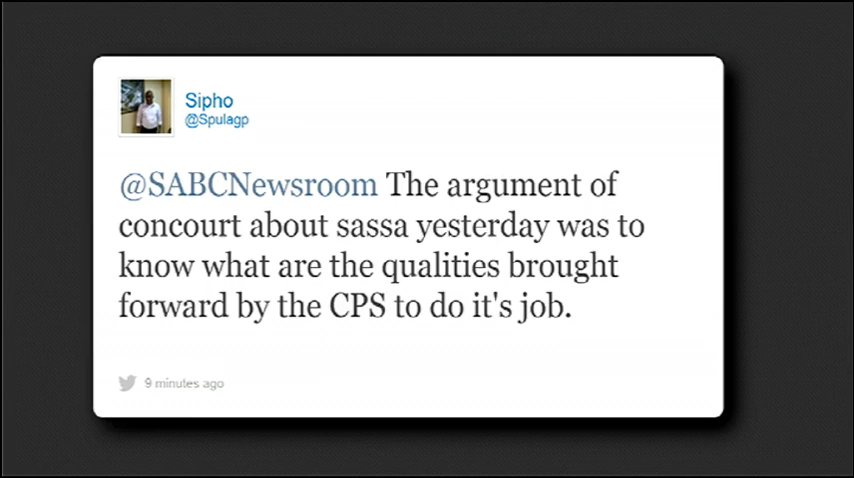 Sipho
@Spulagp
@SABCNewsroom The argument of
concourt about sassa yesterday was to
know what are the qualities brought
forward by the CPS to do it's job.
9 minutes ago